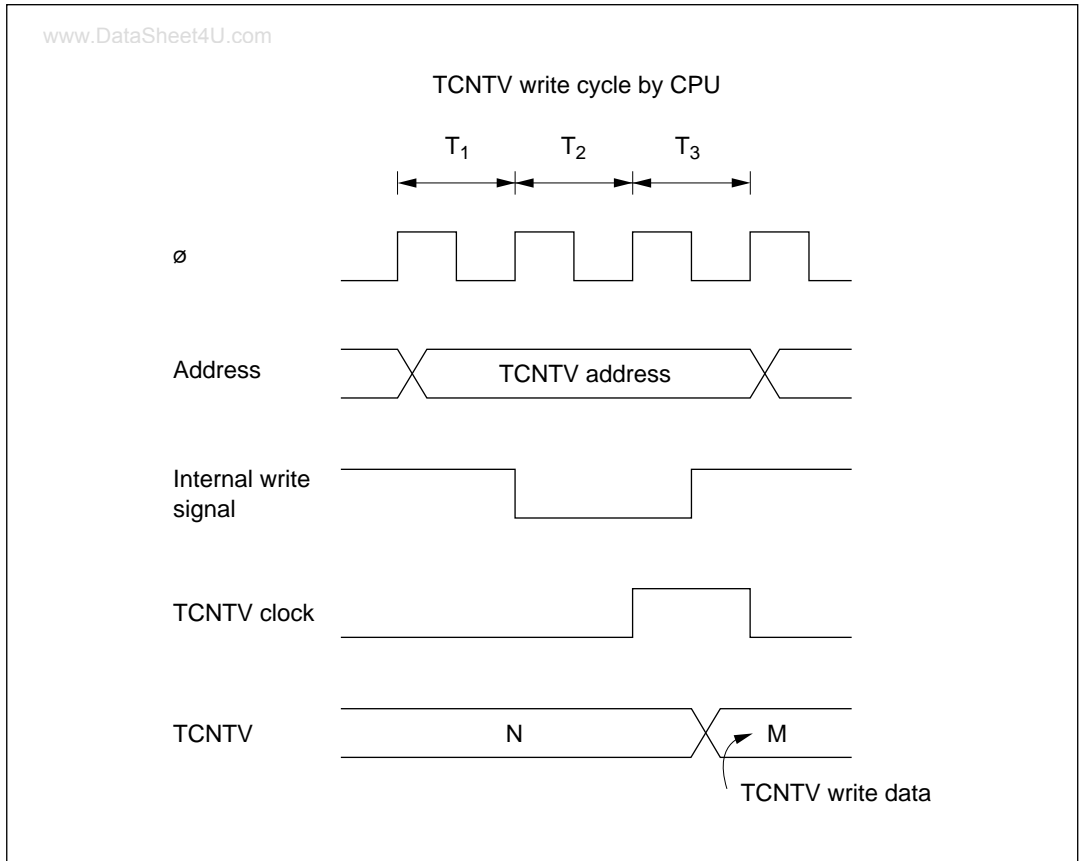 www.DataSheet4U.com
TCNTV write cycle by CPU
T1 T2 T3
ø
Address
TCNTV address
Internal write
signal
TCNTV clock
TCNTV
N
M
TCNTV write data